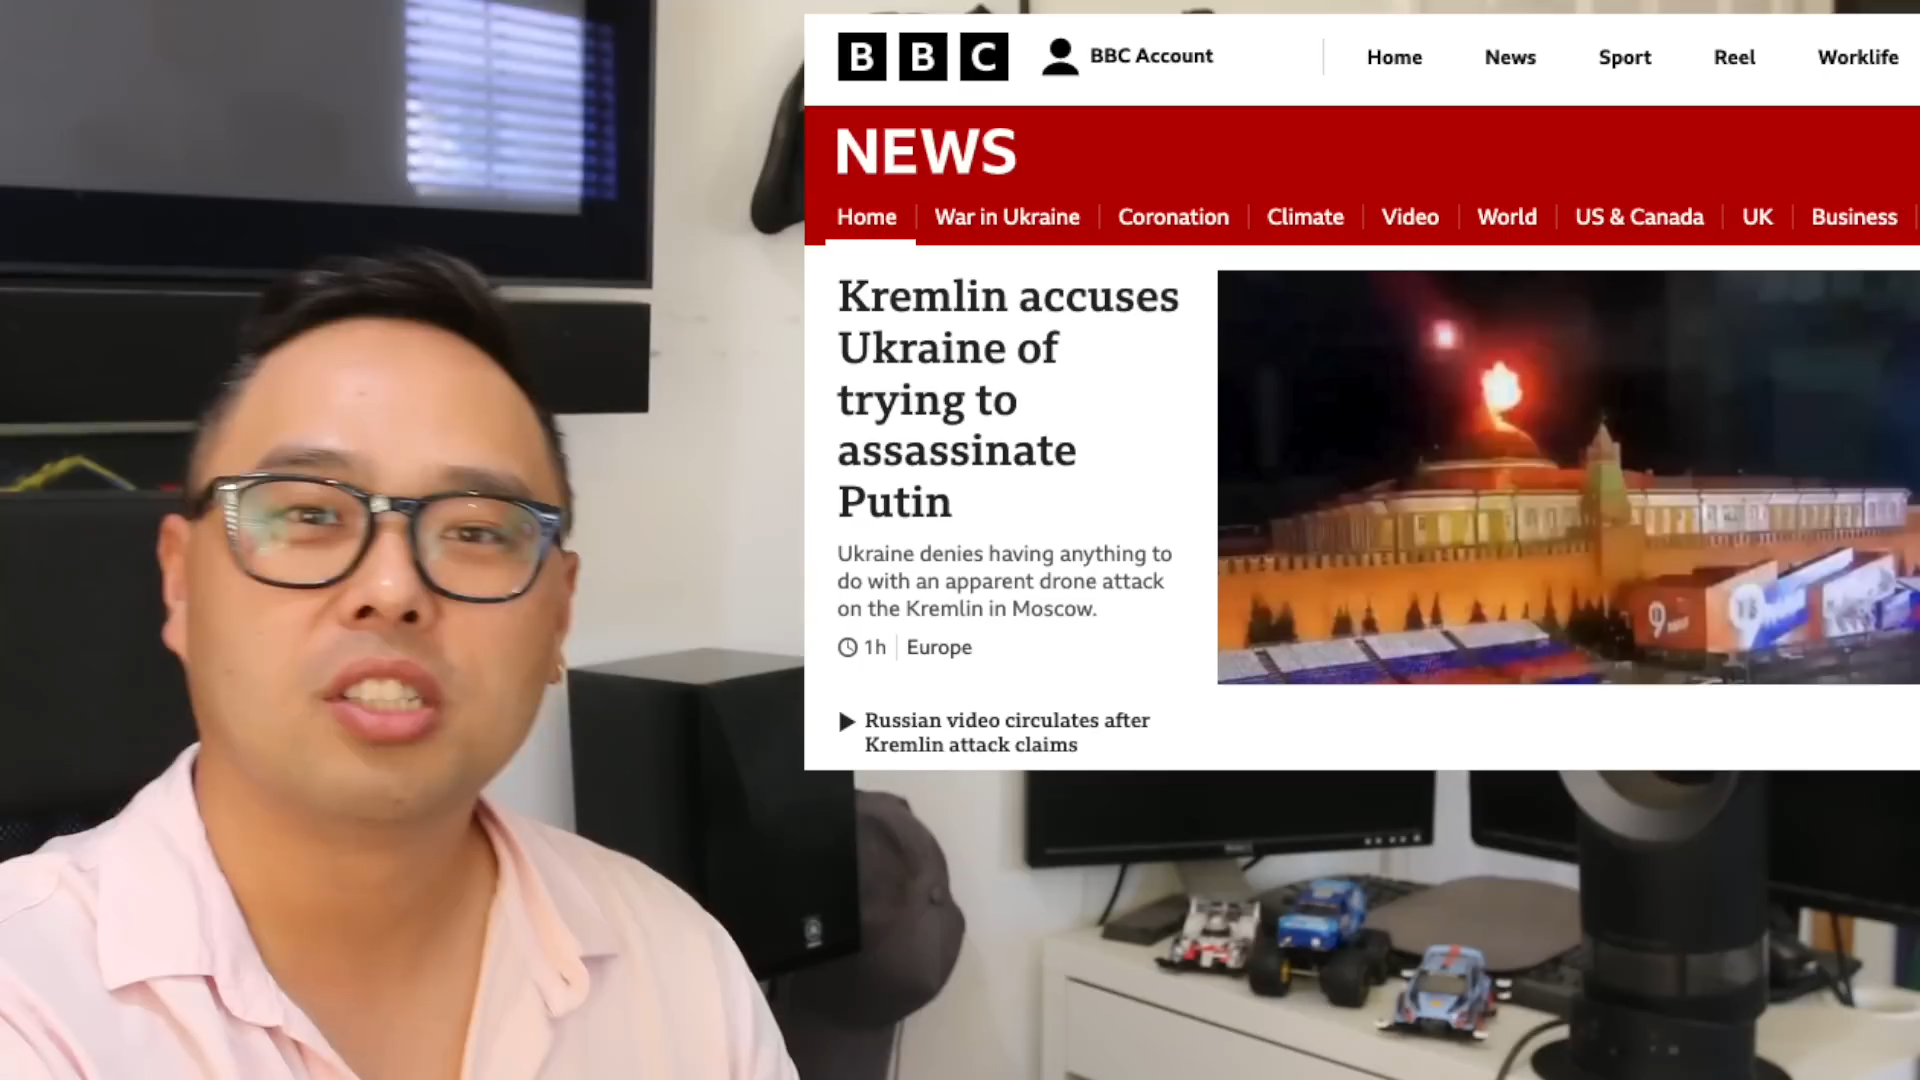 BBC BBC Account Home News Sport Reel Worklife
NEWS
Home War in Ukraine Coronation Climate Video World US & Canada UK Business
Kremlin accuses
Ukraine of
trying to
assassinate
Putin
Ukraine denies having anything to
do with an apparent drone attack
on the Kremlin in Moscow.
1h Europe
Russian video circulates after
Kremlin attack claims
9